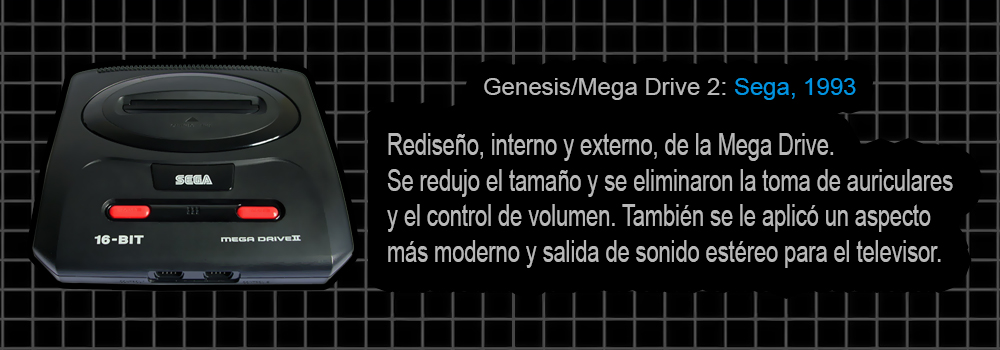 Genesis/Mega Drive 2: Sega, 1993
Rediseño, interno y externo, de la Mega Drive.
Se redujo el tamaño y se eliminaron la toma de auriculares
y el control de volumen. También se le aplicó un aspecto
más moderno y salida de sonido estéreo para el televisor.
SEGA
16-BIT
MEGA DRIVE II